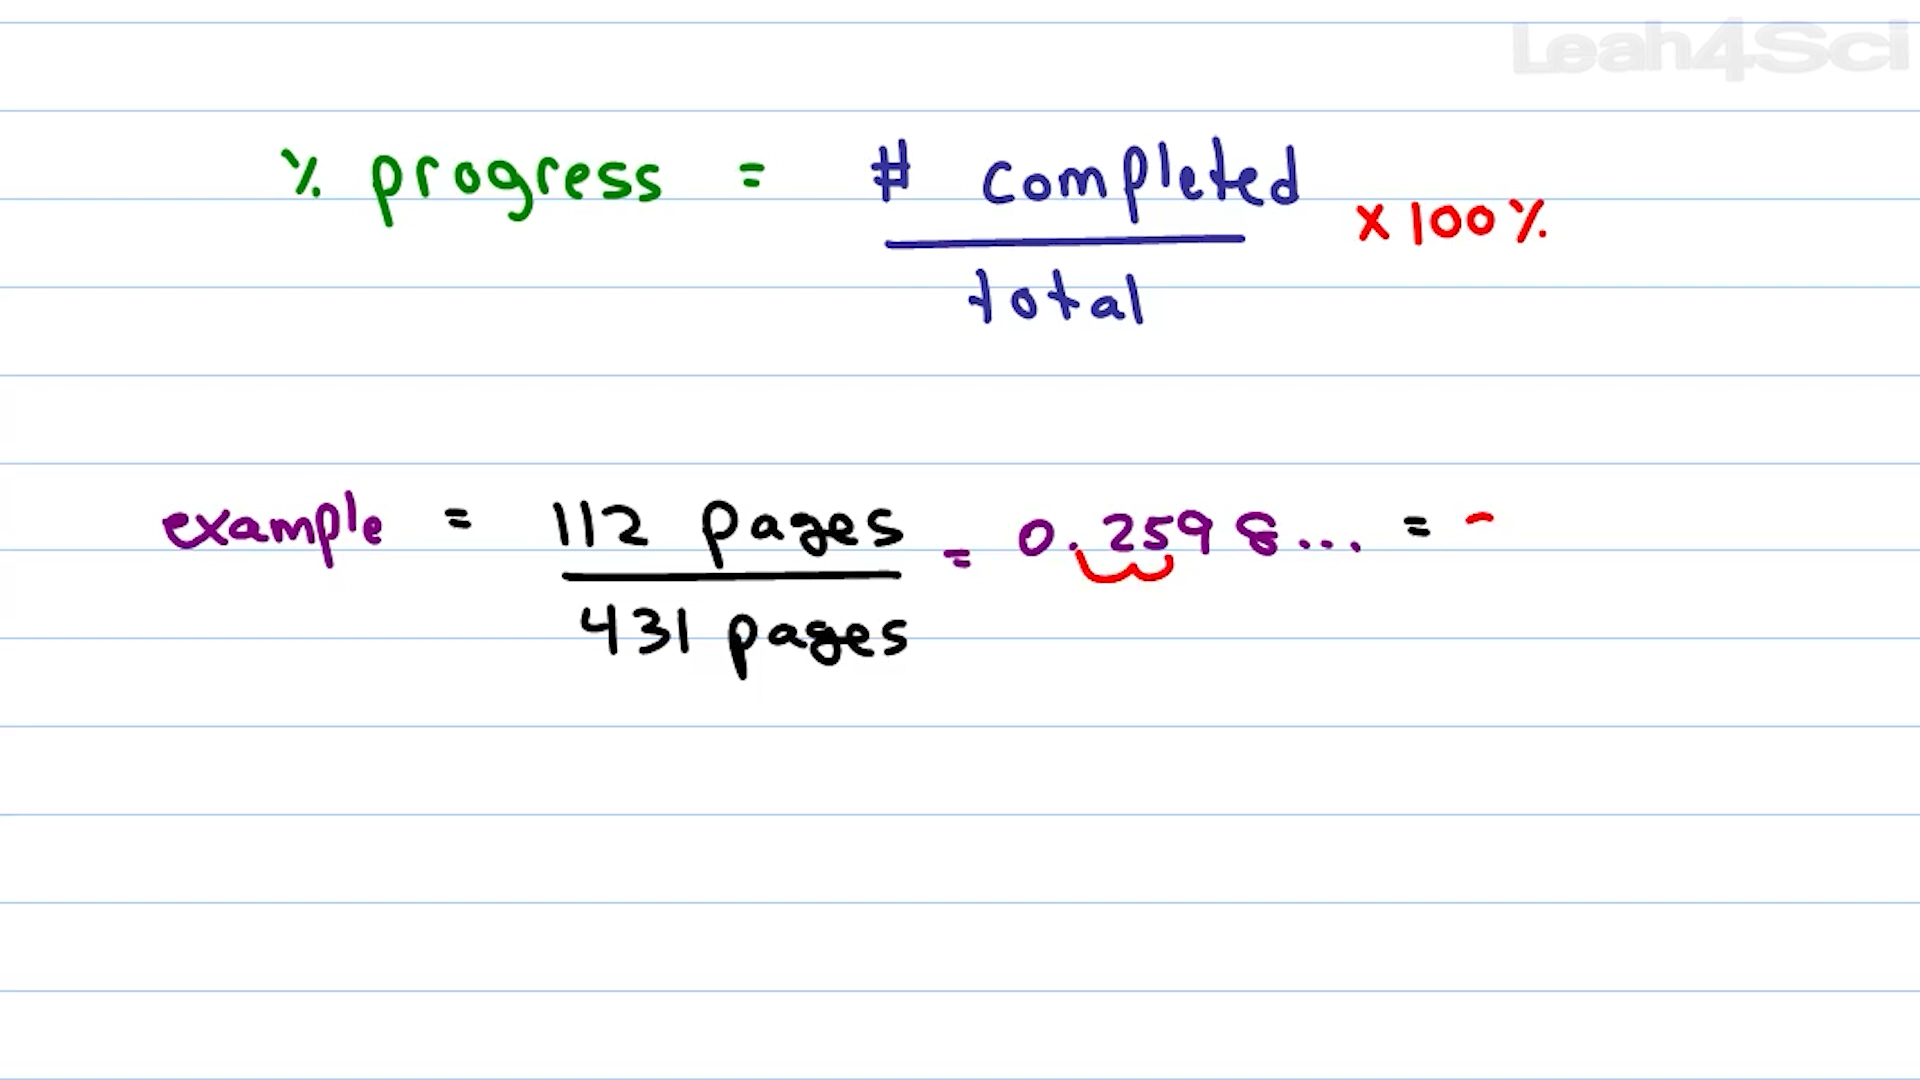 Leah4Sci
% progress = # completed
x 100%
total
example = 112 pages = 0.2598... =
431 pages